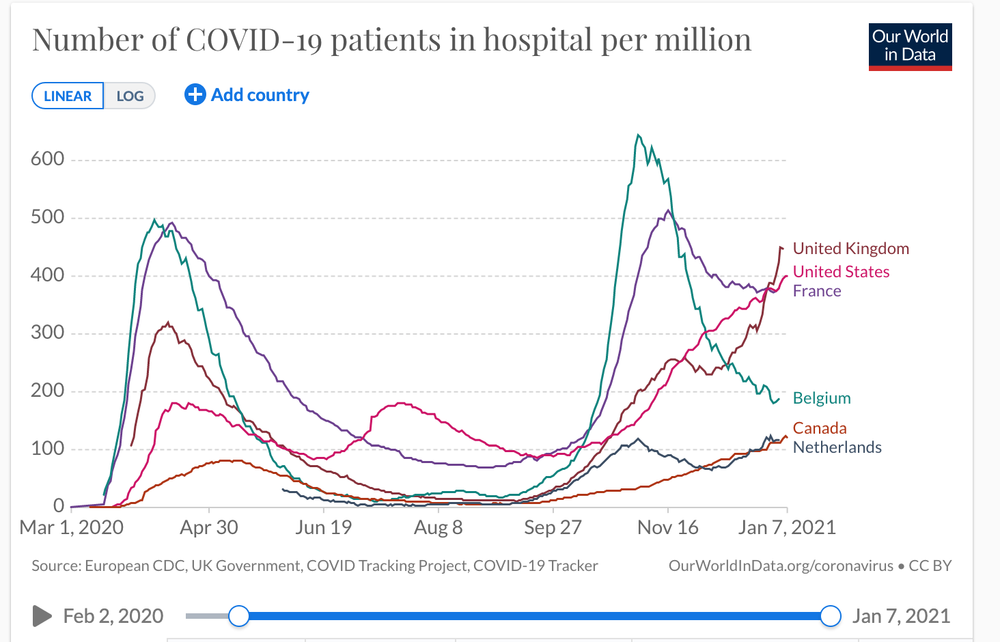 Number of COVID-19 patients in hospital per million
Our World
in Data
LINEAR
LOG
Add country
600
500
400
300
200
100
0
United Kingdom
United States
France
Belgium
Canada
Netherlands
Mar 1, 2020
Apr 30
Jun 19
Aug 8
Sep 27
Nov 16
Jan 7, 2021
Source: European CDC, UK Government, COVID Tracking Project, COVID-19 Tracker
OurWorldInData.org/coronavirus • CC BY
Feb 2, 2020
Jan 7, 2021